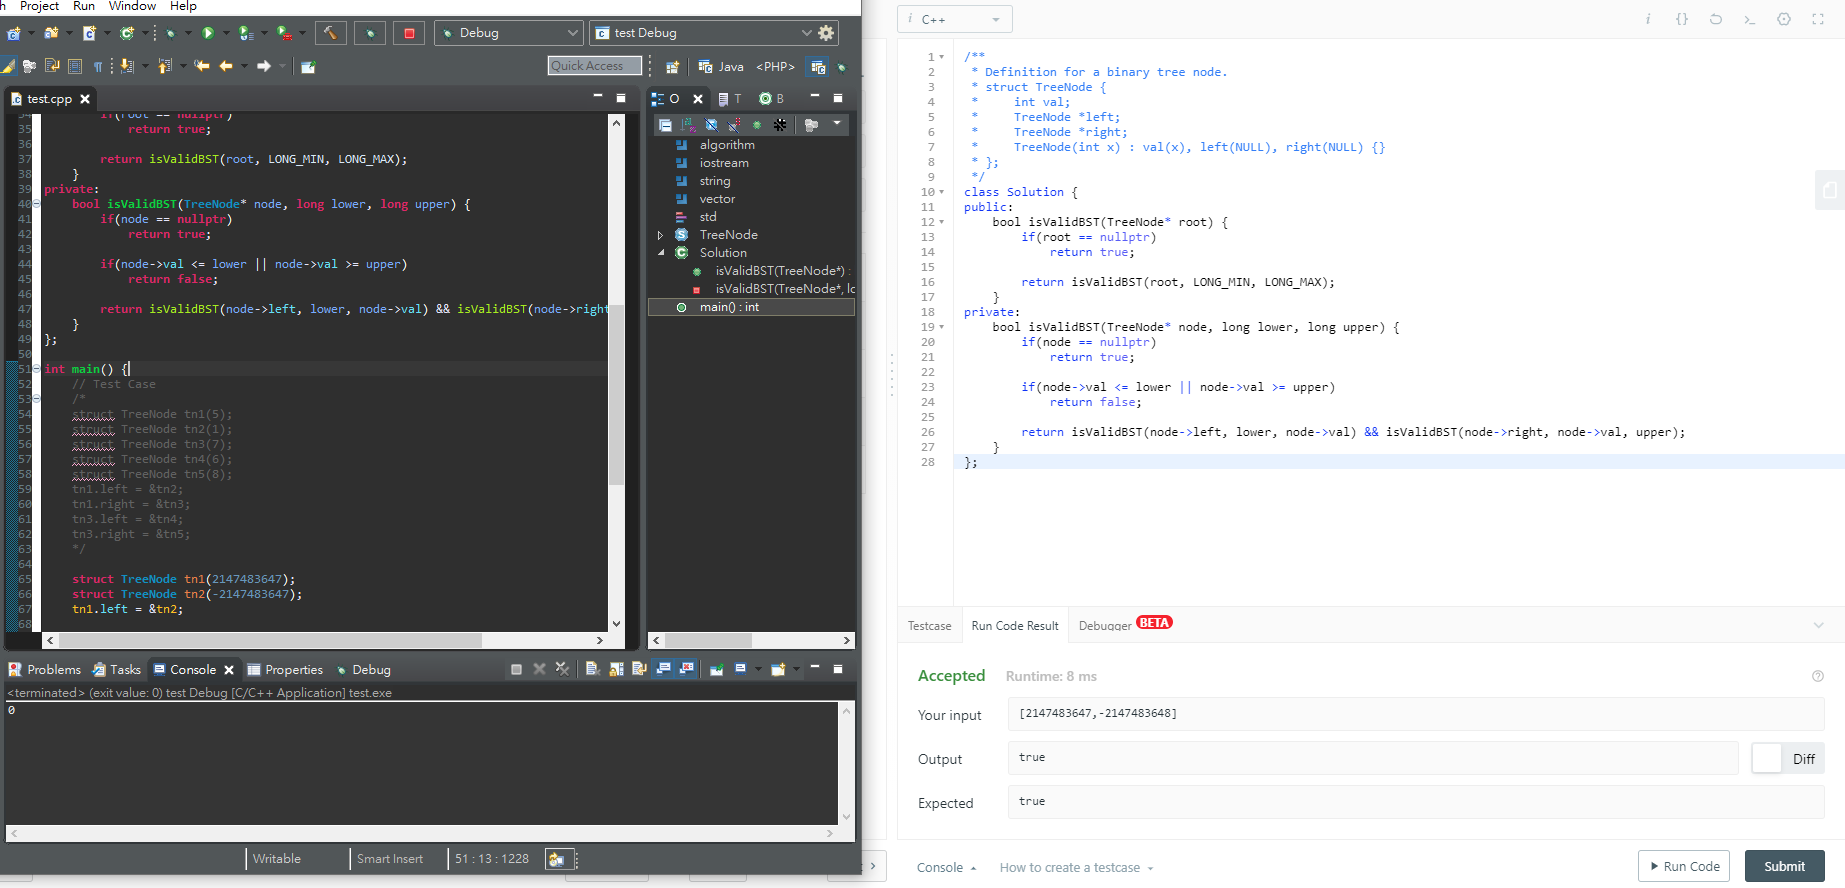 h Project Run Window Help
Debug
test Debug
Quick Access
Java
<PHP>
test.cpp
34 if(root == nullptr)
35 return true;
36
37 return isValidBST(root, LONG_MIN, LONG_MAX);
38 }
39 private:
40 bool isValidBST(TreeNode* node, long lower, long upper) {
41 if(node == nullptr)
42 return true;
43
44 if(node->val <= lower || node->val >= upper)
45 return false;
46
47 return isValidBST(node->left, lower, node->val) && isValidBST(node->right
48 }
49 };
50
51 int main() {
52 // Test Case
53 /*
54 struct TreeNode tn1(5);
55 struct TreeNode tn2(1);
56 struct TreeNode tn3(7);
57 struct TreeNode tn4(6);
58 struct TreeNode tn5(8);
59 tn1.left = &tn2;
60 tn1.right = &tn3;
61 tn3.left = &tn4;
62 tn3.right = &tn5;
63 */
64
65 struct TreeNode tn1(2147483647);
66 struct TreeNode tn2(-2147483647);
67 tn1.left = &tn2;
68
O T B
algorithm
iostream
string
vector
std
TreeNode
Solution
isValidBST(TreeNode*) :
isValidBST(TreeNode*, lc
main() : int
Problems Tasks Console Properties Debug
<terminated> (exit value: 0) test Debug [C/C++ Application] test.exe
0
Writable
Smart Insert
51 : 13 : 1228
i C++
i {}
1 /**
2 * Definition for a binary tree node.
3 * struct TreeNode {
4 * int val;
5 * TreeNode *left;
6 * TreeNode *right;
7 * TreeNode(int x) : val(x), left(NULL), right(NULL) {}
8 * };
9 */
10 class Solution {
11 public:
12 bool isValidBST(TreeNode* root) {
13 if(root == nullptr)
14 return true;
15
16 return isValidBST(root, LONG_MIN, LONG_MAX);
17 }
18 private:
19 bool isValidBST(TreeNode* node, long lower, long upper) {
20 if(node == nullptr)
21 return true;
22
23 if(node->val <= lower || node->val >= upper)
24 return false;
25
26 return isValidBST(node->left, lower, node->val) && isValidBST(node->right, node->val, upper);
27 }
28 };
Testcase Run Code Result Debugger BETA
Accepted Runtime: 8 ms
Your input
[2147483647,-2147483648]
Output
true
Diff
Expected
true
Console
How to create a testcase
Run Code
Submit